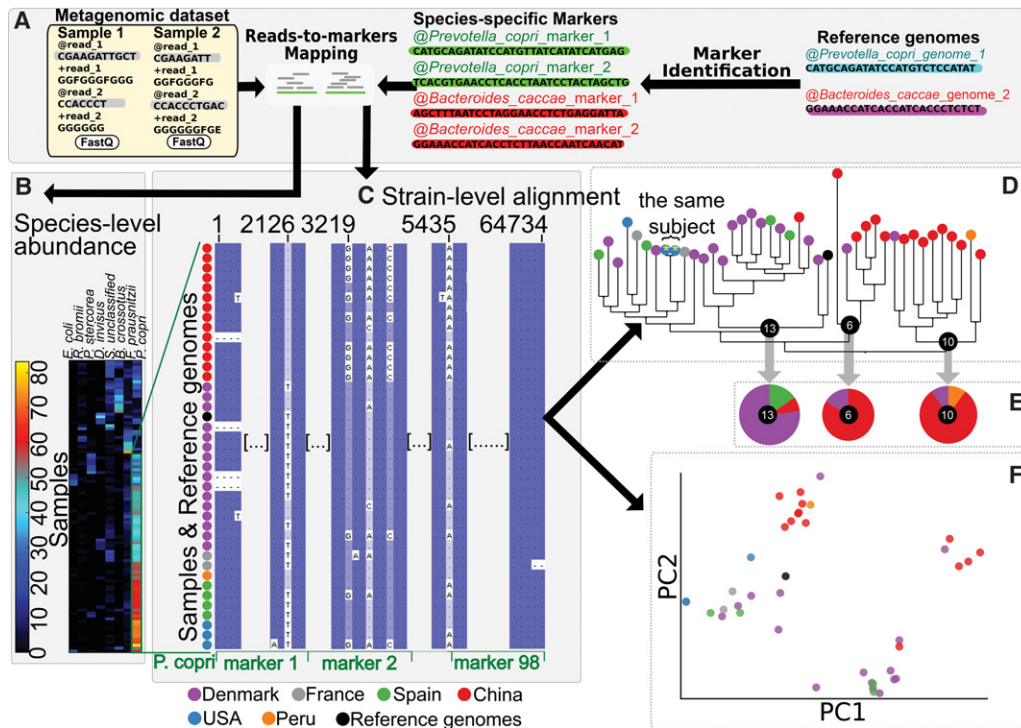 A
Metagenomic dataset
Sample 1
@read_1
CGAAGATTGCT
+read_1
GGFGGGFGGG
@read_2
CCACCCT
+read_2
GGGGGG
FastQ
Sample 2
@read_1
CGAAGATT
+read_1
GGFGGGFG
@read_2
CCACCCTGAC
+read_2
GGGGGGFGE
FastQ
Reads-to-markers
Mapping
Species-specific Markers
@Prevotella_copri_marker_1
CATGCAGATATCCATGTTATCATATCATGAG
@Prevotella_copri_marker_2
TCACGTGAACCTCACCTAATCCTACTAGCTG
@Bacteroides_caccae_marker_1
AGCTTTAATCCTAGGAACCTCTGAGGATTA
@Bacteroides_caccae_marker_2
GGAAACCATCACCTCTTAACCAATCAACAT
Marker
Identification
Reference genomes
@Prevotella_copri_genome_1
CATGCAGATATCCATGTCTCCATAT
@Bacteroides_caccae_genome_2
GGAAACCATCACCATCACCCTCTCT
B
Species-level
abundance
E. coli
R. bromii
P. stercorea
D. invisus
S. unclassified
B. crossotus
F. prausnitzii
P. copri
80
70
60
50
40
30
20
10
0
Samples
C Strain-level alignment
1 2126 3219 5435 64734
Samples & Reference genomes
[...] [...] [...] [......]
P. copri marker 1 marker 2 marker 98
D
the same
subject
13
6
10
E
13
6
10
F
PC2
PC1
Denmark France Spain China
USA Peru Reference genomes